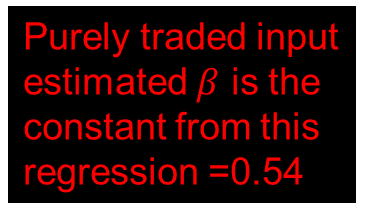 Purely traded input
estimated β is the
constant from this
regression =0.54